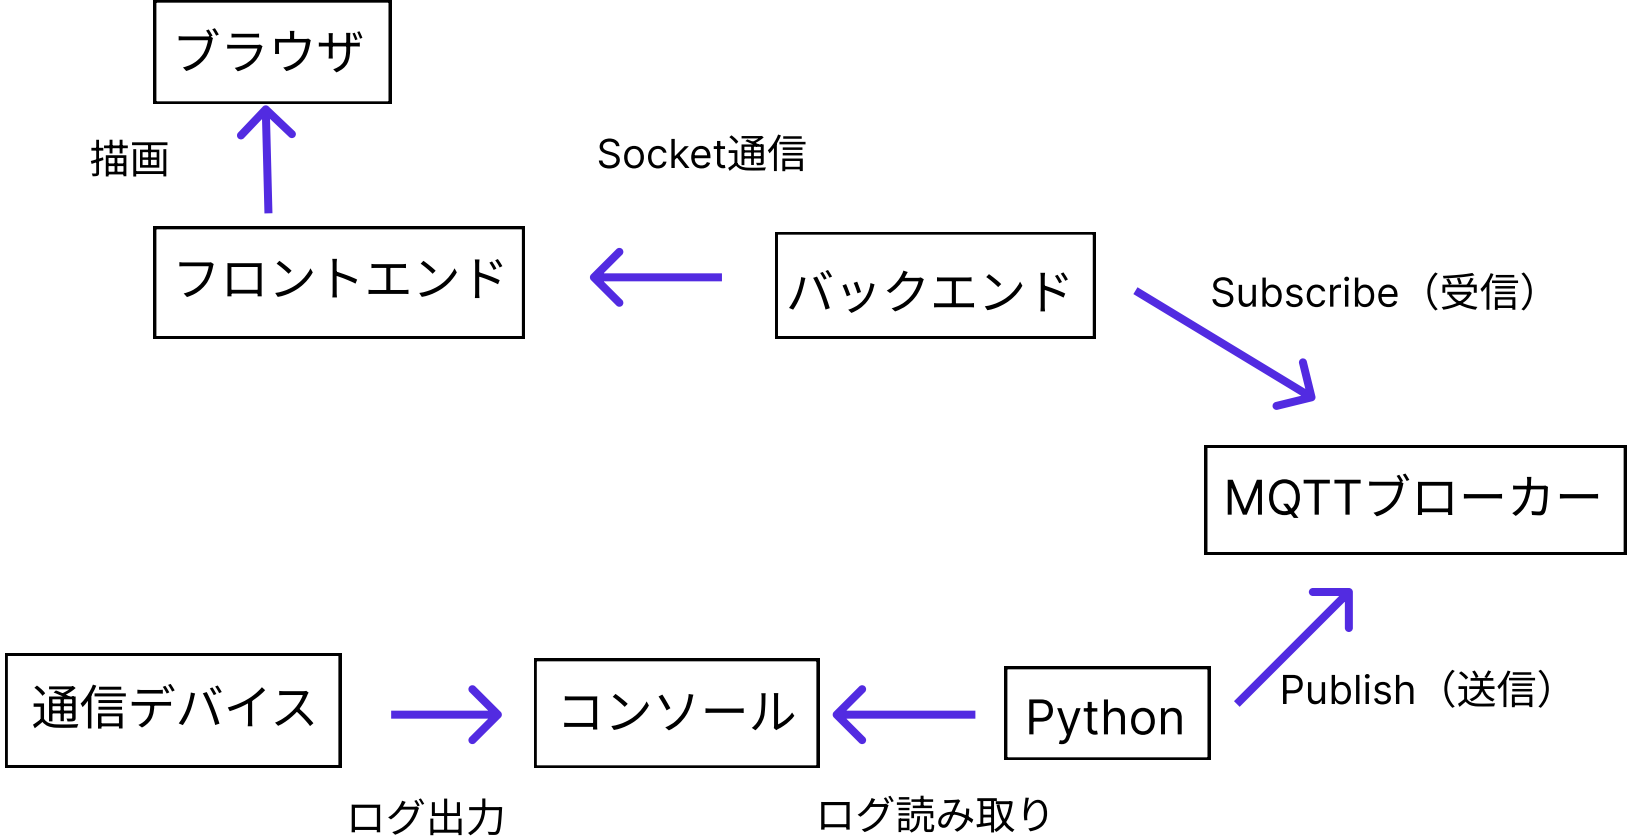 ブラウザ
描画
Socket通信
フロントエンド
バックエンド
Subscribe（受信）
MQTTブローカー
通信デバイス
コンソール
Python
Publish（送信）
ログ出力
ログ読み取り